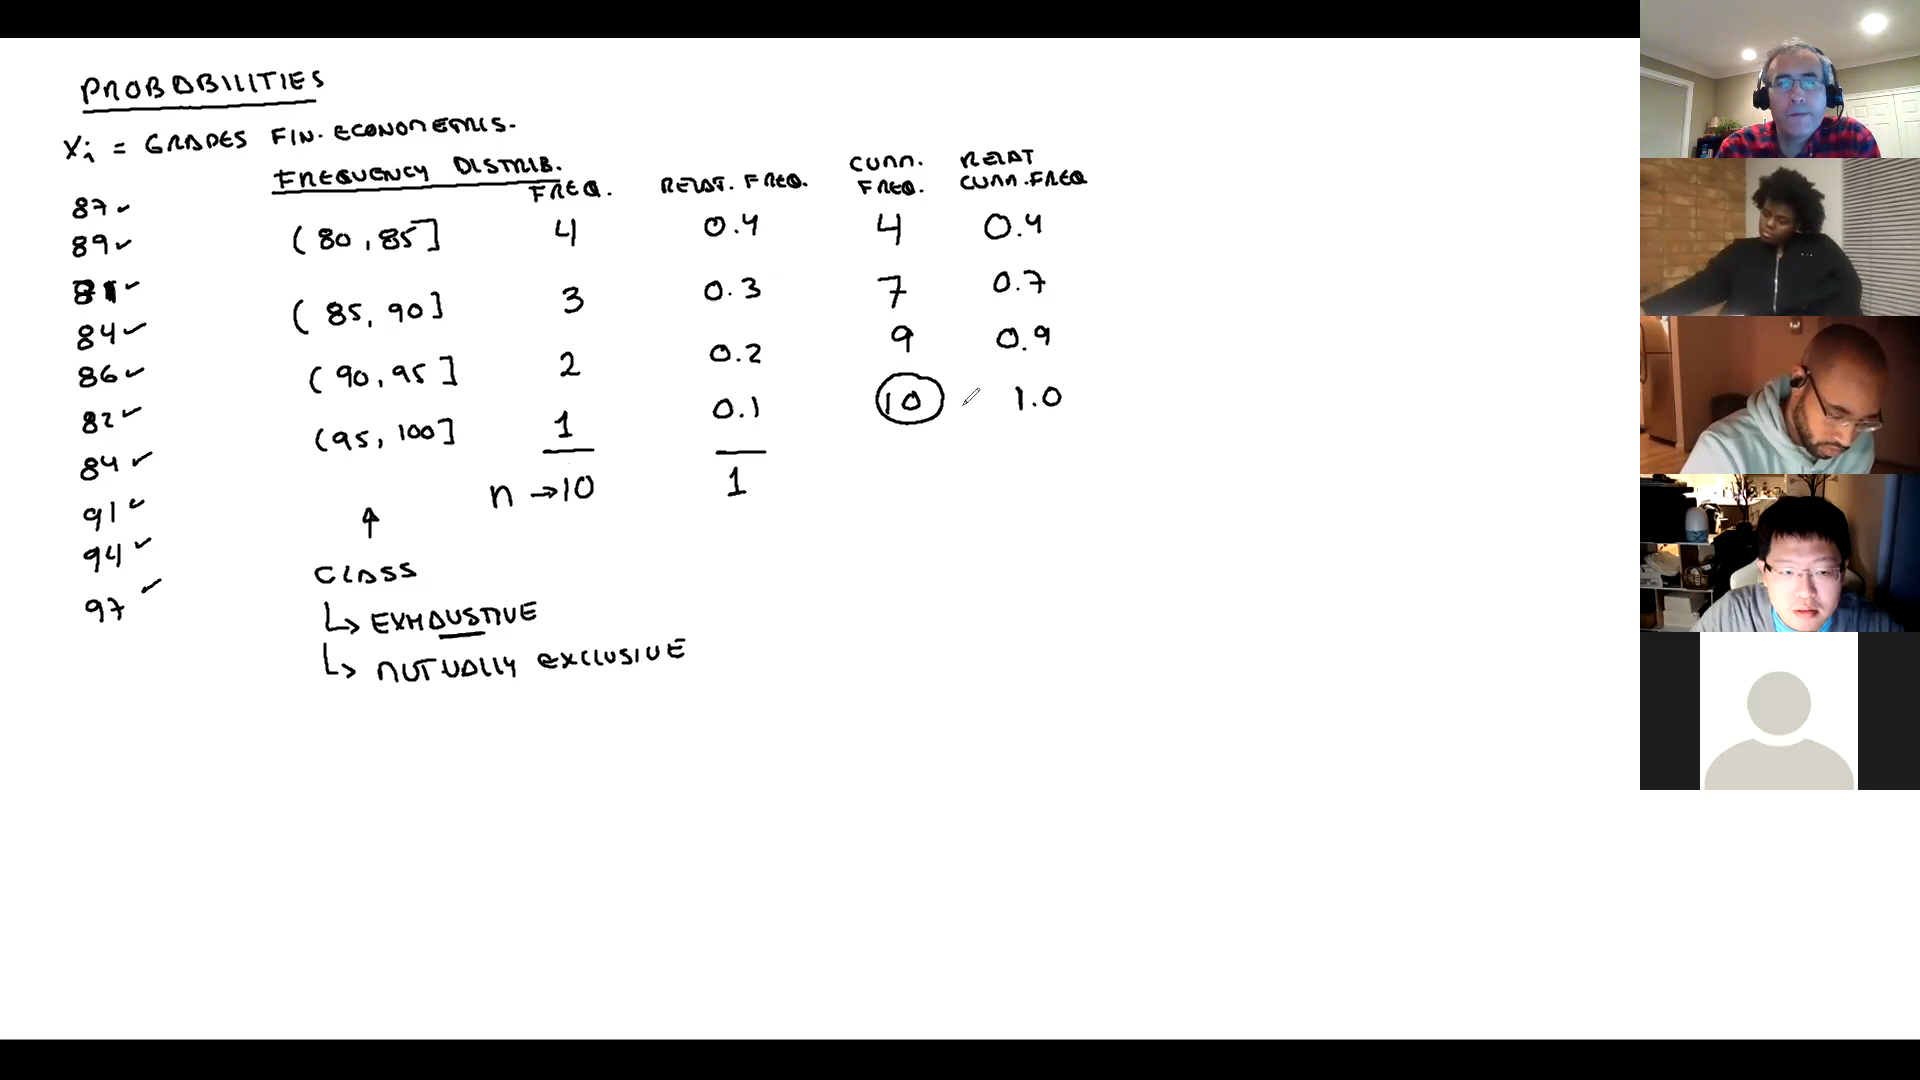 PROBABILITIES
Xi = GRADES FIN. ECONOMETRICS.
FREQUENCY DISTRIB.
FREQ. RELAT. FREQ. CUMM. FREQ. RELAT CUMM. FREQ
87
89
81
84
86
82
84
91
94
97
(80, 85] 4 0.4 4 0.4
(85, 90] 3 0.3 7 0.7
(90, 95] 2 0.2 9 0.9
(95, 100] 1 0.1 10 1.0
n → 10 1
↑
CLASS
↳ EXHAUSTIVE
↳ MUTUALLY EXCLUSIVE